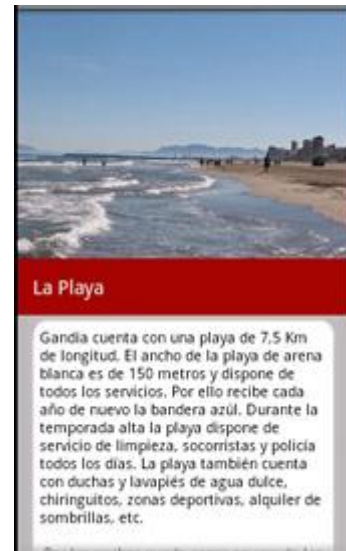 La Playa
Gandia cuenta con una playa de 7,5 Km
de longitud. El ancho de la playa de arena
blanca es de 150 metros y dispone de
todos los servicios. Por ello recibe cada
año de nuevo la bandera azúl. Durante la
temporada alta la playa dispone de
servicio de limpieza, socorristas y policía
todos los días. La playa también cuenta
con duchas y lavapiés de agua dulce,
chiringuitos, zonas deportivas, alquiler de
sombrillas, etc.